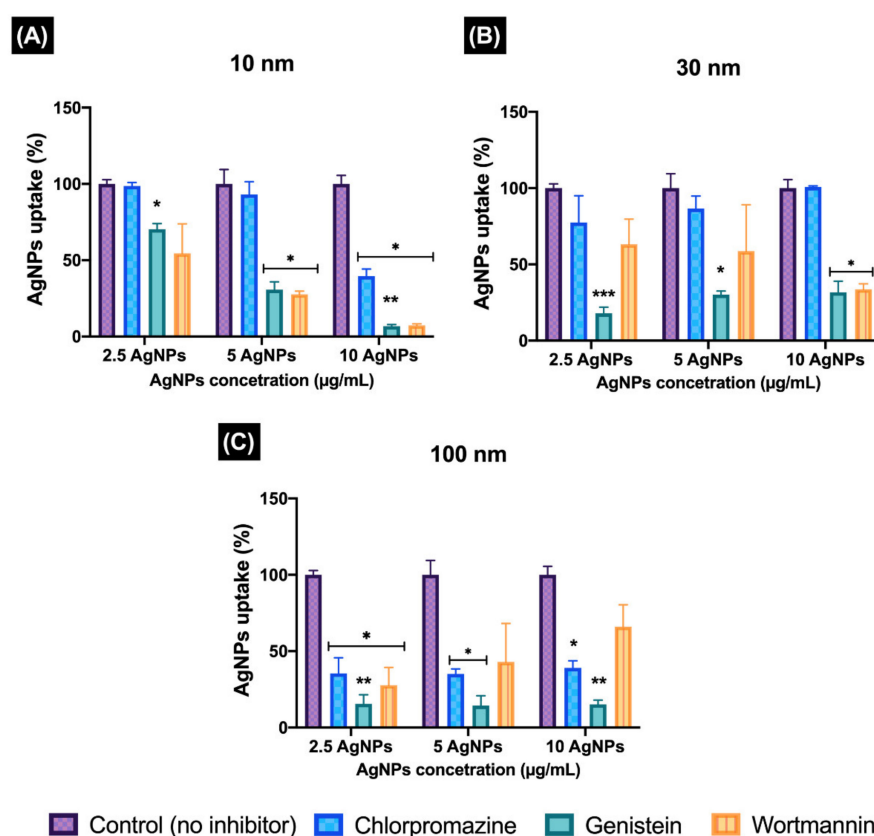 (A)
10 nm
150
100
50
0
AgNPs uptake (%)
*
*
*
**
2.5 AgNPs 5 AgNPs 10 AgNPs
AgNPs concetration (µg/mL)
(B)
30 nm
150
100
50
0
AgNPs uptake (%)
***
*
*
2.5 AgNPs 5 AgNPs 10 AgNPs
AgNPs concetration (µg/mL)
(C)
100 nm
150
100
50
0
AgNPs uptake (%)
*
**
*
*
**
2.5 AgNPs 5 AgNPs 10 AgNPs
AgNPs concetration (µg/mL)
Control (no inhibitor) Chlorpromazine Genistein Wortmannin